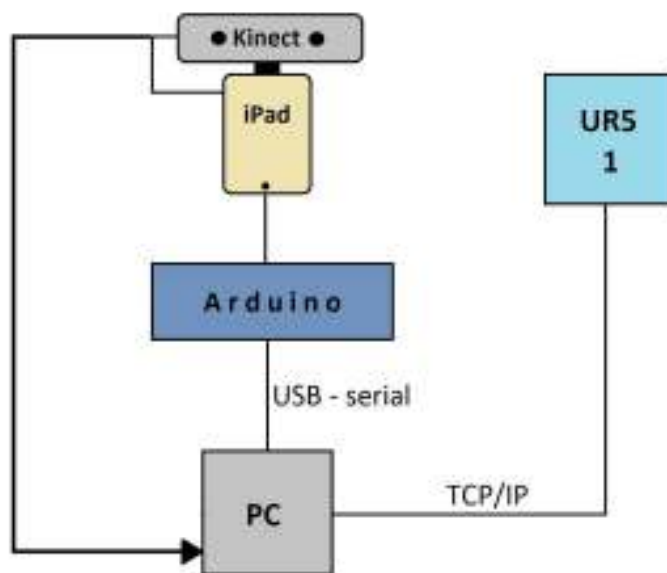 Kinect
iPad
UR5
1
Arduino
USB - serial
PC
TCP/IP